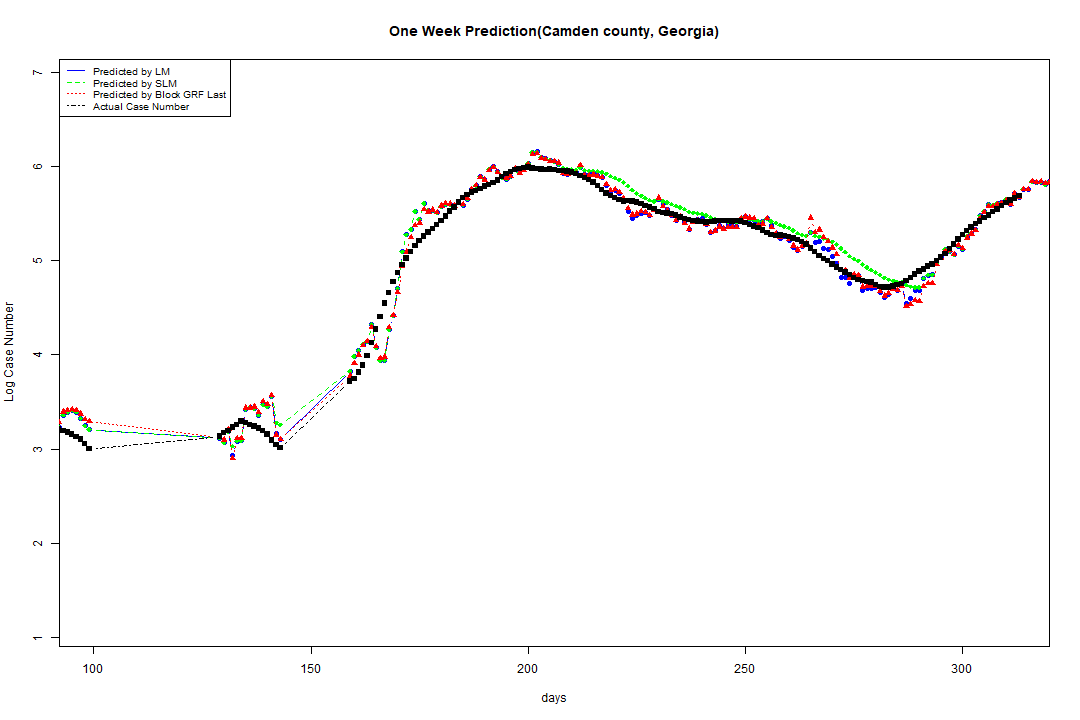 One Week Prediction(Camden county, Georgia)
Predicted by LM
Predicted by SLM
Predicted by Block GRF Last
Actual Case Number
7
6
5
4
3
2
1
Log Case Number
100 150 200 250 300
days